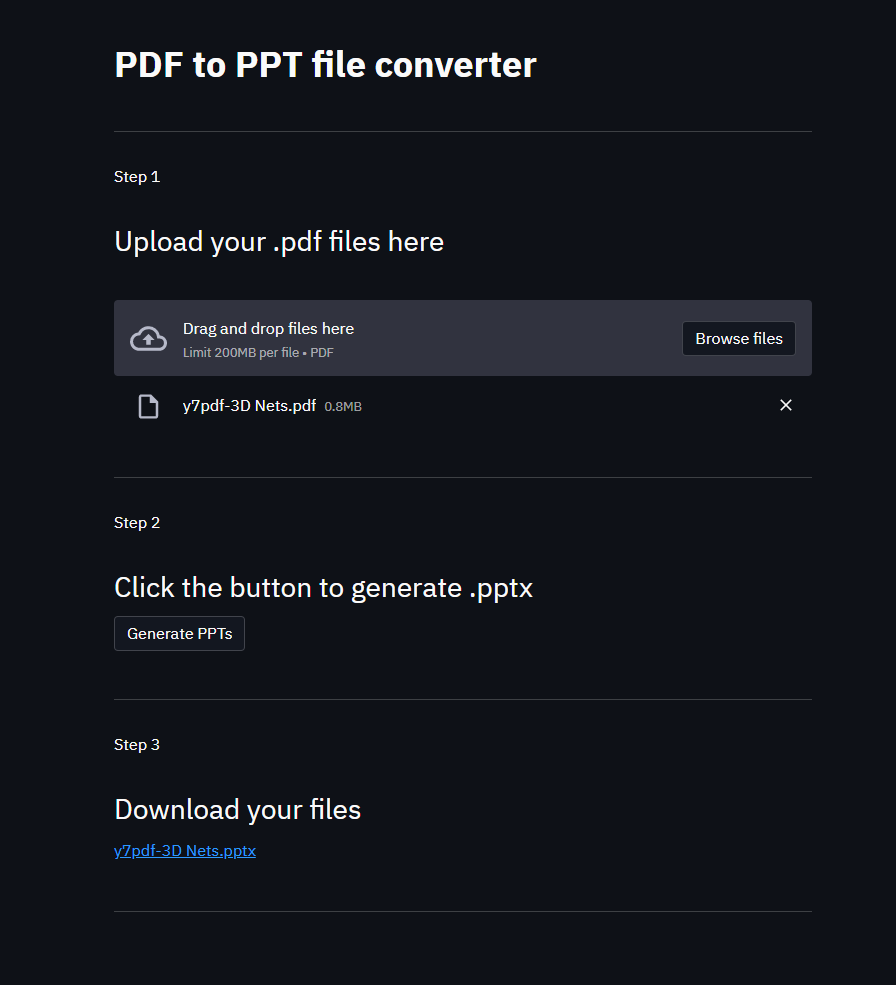 PDF to PPT file converter
Step 1
Upload your .pdf files here
Drag and drop files here
Limit 200MB per file • PDF
Browse files
y7pdf-3D Nets.pdf 0.8MB
Step 2
Click the button to generate .pptx
Generate PPTs
Step 3
Download your files
y7pdf-3D Nets.pptx